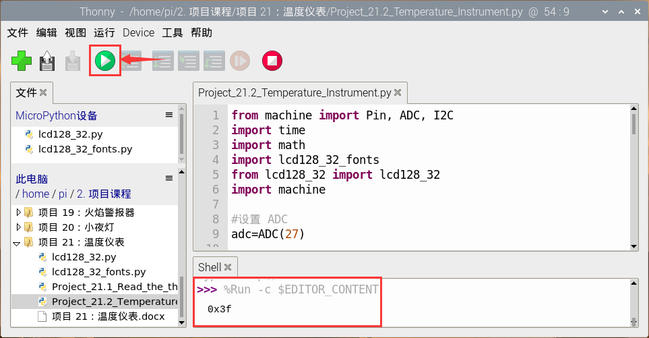 Thonny - /home/pi/2. 项目课程/项目 21：温度仪表/Project_21.2_Temperature_Instrument.py @ 54 : 9
文件 编辑 视图 运行 Device 工具 帮助
文件
MicroPython设备
lcd128_32.py
lcd128_32_fonts.py
此电脑
/ home / pi / 2. 项目课程
项目 19：火焰警报器
项目 20：小夜灯
项目 21：温度仪表
lcd128_32.py
lcd128_32_fonts.py
Project_21.1_Read_the_th
Project_21.2_Temperature
项目 21：温度仪表.docx
Project_21.2_Temperature_Instrument.py
1 from machine import Pin, ADC, I2C
2 import time
3 import math
4 import lcd128_32_fonts
5 from lcd128_32 import lcd128_32
6 import machine
7
8 #设置 ADC
9 adc=ADC(27)
Shell
>>> %Run -c $EDITOR_CONTENT
0x3f